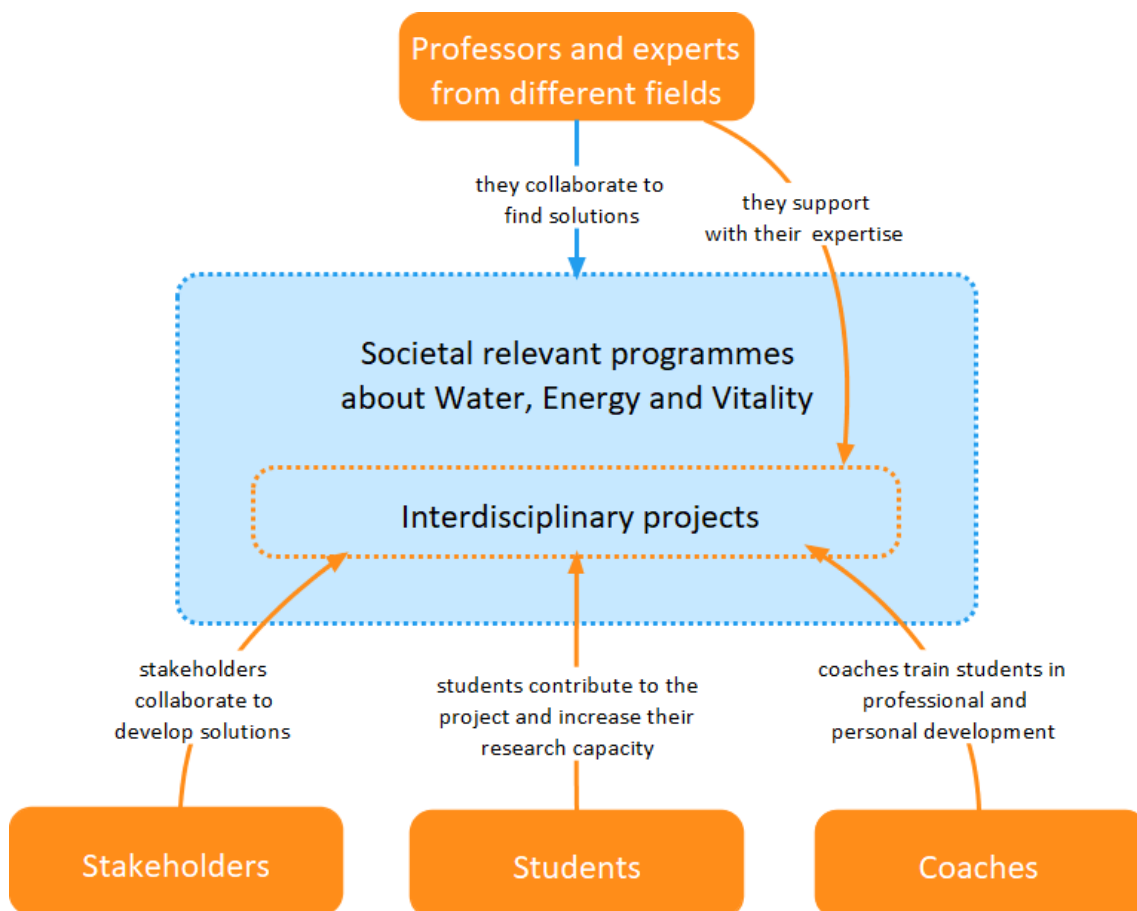 Professors and experts
from different fields
they collaborate to
find solutions
they support
with their expertise
Societal relevant programmes
about Water, Energy and Vitality
Interdisciplinary projects
stakeholders
collaborate to
develop solutions
students contribute to the
project and increase their
research capacity
coaches train students in
professional and
personal development
Stakeholders
Students
Coaches